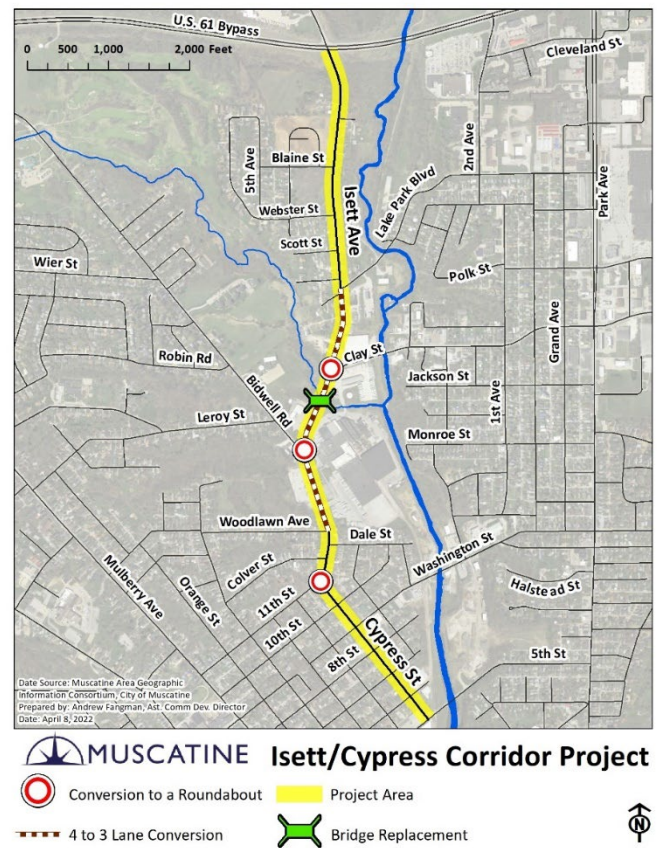 U.S. 61 Bypass
0 500 1,000 2,000 Feet
Cleveland St
2nd Ave
Park Ave
Blaine St
5th Ave
Isett Ave
Lake Park Blvd
Webster St
Scott St
Wier St
Polk St
Grand Ave
Clay St
Robin Rd
Jackson St
1st Ave
Bidwell Rd
Leroy St
Monroe St
Woodlawn Ave
Dale St
Washington St
Mulberry Ave
Orange St
Colver St
11th St
10th St
Halstead St
8th St
Cypress St
5th St
Date Source: Muscatine Area Geographic
Information Consortium, City of Muscatine
Prepared by: Andrew Fangman, Ast. Comm Dev. Director
Date: April 8, 2022
MUSCATINE Isett/Cypress Corridor Project
Conversion to a Roundabout Project Area
4 to 3 Lane Conversion Bridge Replacement
N